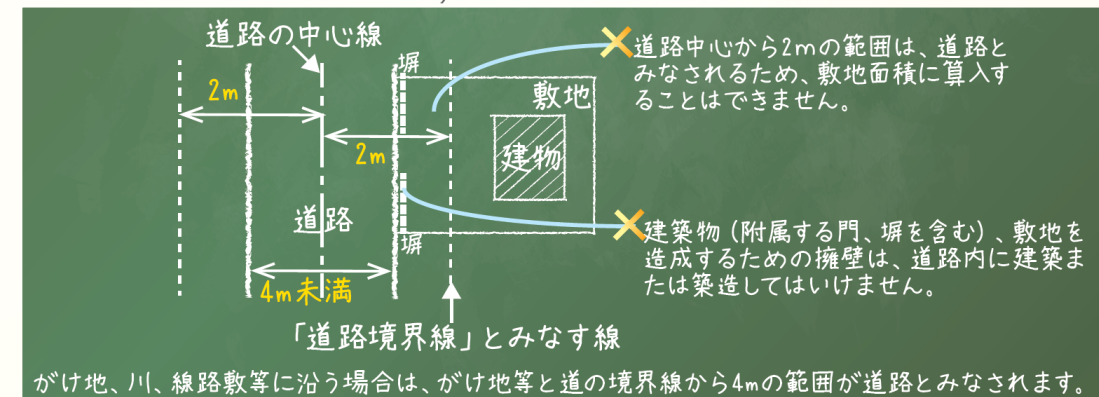 道路の中心線
塀
2m
敷地
2m
建物
道路
塀
4m未満
「道路境界線」とみなす線
道路中心から2mの範囲は、道路と
みなされるため、敷地面積に算入す
ることはできません。
建築物(附属する門、塀を含む)、敷地を
造成するための擁壁は、道路内に建築ま
たは築造してはいけません。
がけ地、川、線路敷等に沿う場合は、がけ地等と道の境界線から4mの範囲が道路とみなされます。